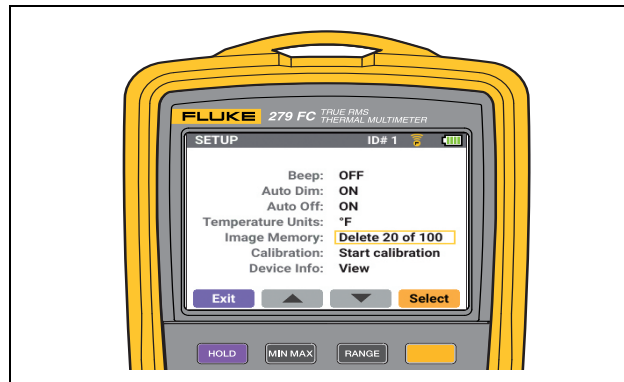 FLUKE 279 FC TRUE RMS
THERMAL MULTIMETER
SETUP ID# 1
Beep: OFF
Auto Dim: ON
Auto Off: ON
Temperature Units: °F
Image Memory: Delete 20 of 100
Calibration: Start calibration
Device Info: View
Exit Select
HOLD MIN MAX RANGE